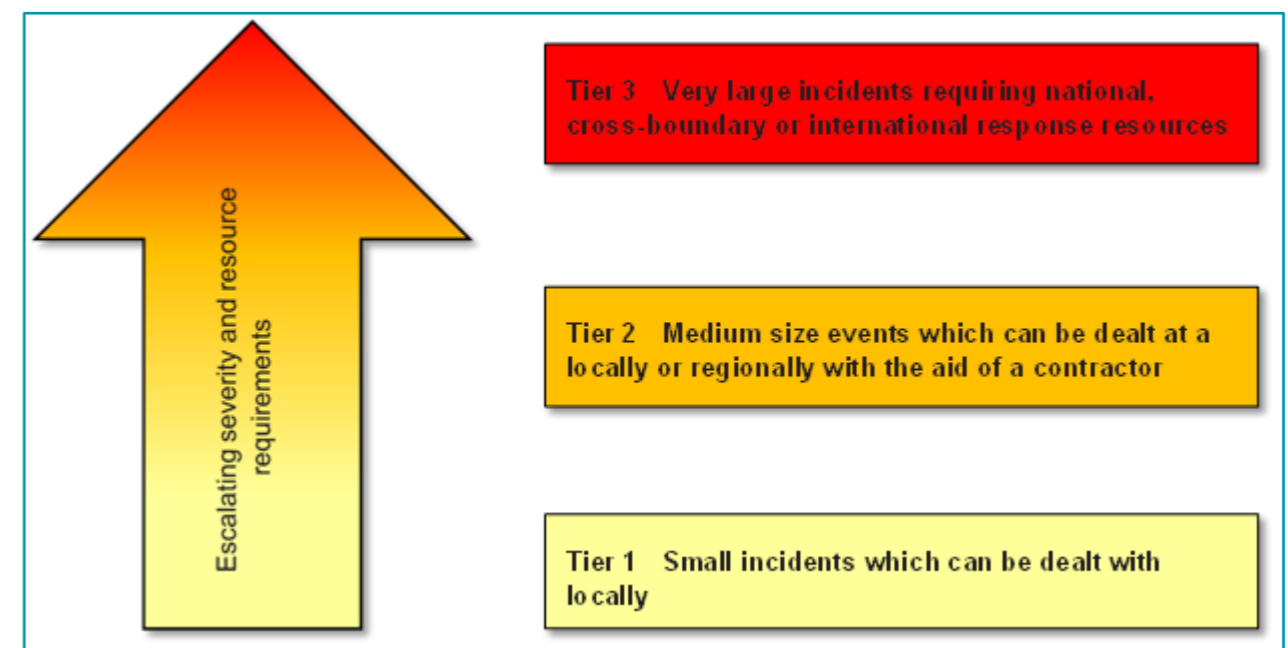 Escalating severity and resource
requirements
Tier 3 Very large incidents requiring national,
cross-boundary or international response resources
Tier 2 Medium size events which can be dealt at a
locally or regionally with the aid of a contractor
Tier 1 Small incidents which can be dealt with
locally